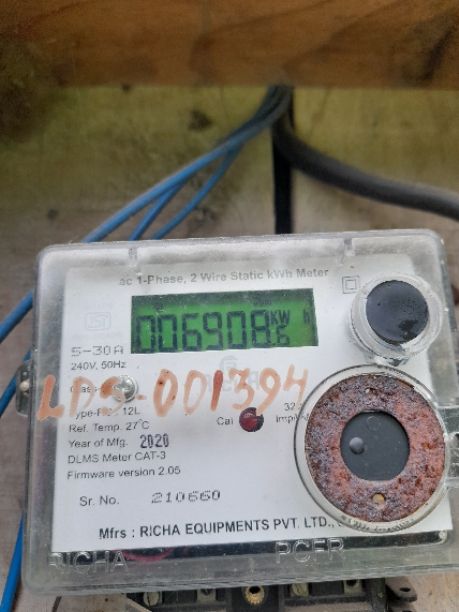 ac 1-Phase, 2 Wire Static kWh Meter
006908 kW h
5-30A
240V, 50Hz
LDS-001394
12L
Cal
Ref. Temp. 27°C
Year of Mfg. 2020
DLMS Meter CAT-3
Firmware version 2.05
Sr. No. 210660
Mfrs : RICHA EQUIPMENTS PVT. LTD.,
RICHA